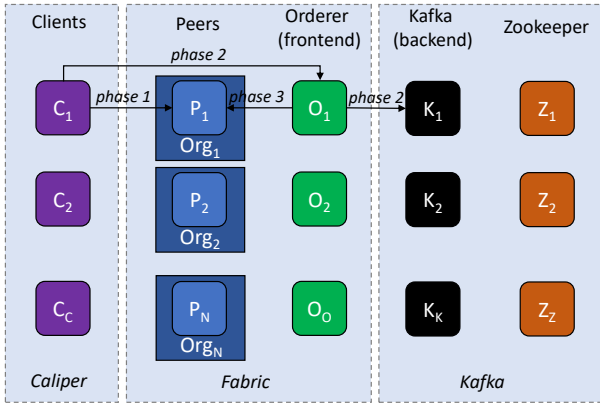 Clients
Peers
Orderer
(frontend)
Kafka
(backend)
Zookeeper
phase 2
C1
phase 1
P1
phase 3
O1
phase 2
K1
Z1
Org1
C2
P2
O2
K2
Z2
Org2
CC
PN
OO
KK
ZZ
OrgN
Caliper
Fabric
Kafka